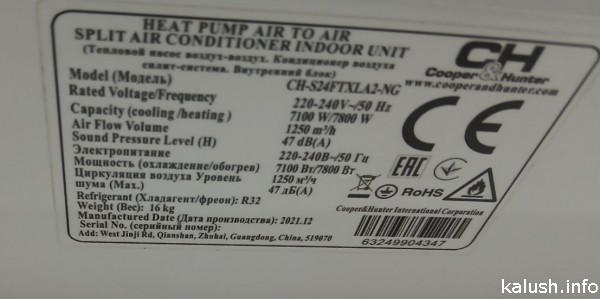 HEAT PUMP AIR TO AIR
SPLIT AIR CONDITIONER INDOOR UNIT
(Тепловой насос воздух-воздух. Кондиционер воздуха
сплит-система. Внутренний блок)
CH
Cooper&Hunter
www.cooperandhunter.com
Model (Модель) CH-S24FTXLA2-NG
Rated Voltage/Frequency 220-240V~/50 Hz
Capacity (cooling /heating) 7100 W/7800 W
Air Flow Volume 1250 m³/h
Sound Pressure Level (H) 47 dB(A)
Электропитание 220-240В~/50 Гц
Мощность (охлаждение/обогрев) 7100 Вт/7800 Вт
Циркуляция воздуха Уровень 1250 м³/ч
шума (Max.) 47 дБ(A)
Refrigerant (Хладагент/фреон): R32
Weight (Вес): 16 kg
Manufactured Date (Дата производства): 2021.12
Serial No. (серийный номер):
Add: West Jinji Rd, Qianshan, Zhuhai, Guangdong, China, 519070
CE
EAC
RoHS
Cooper&Hunter International Corporation
63249904347
kalush.info